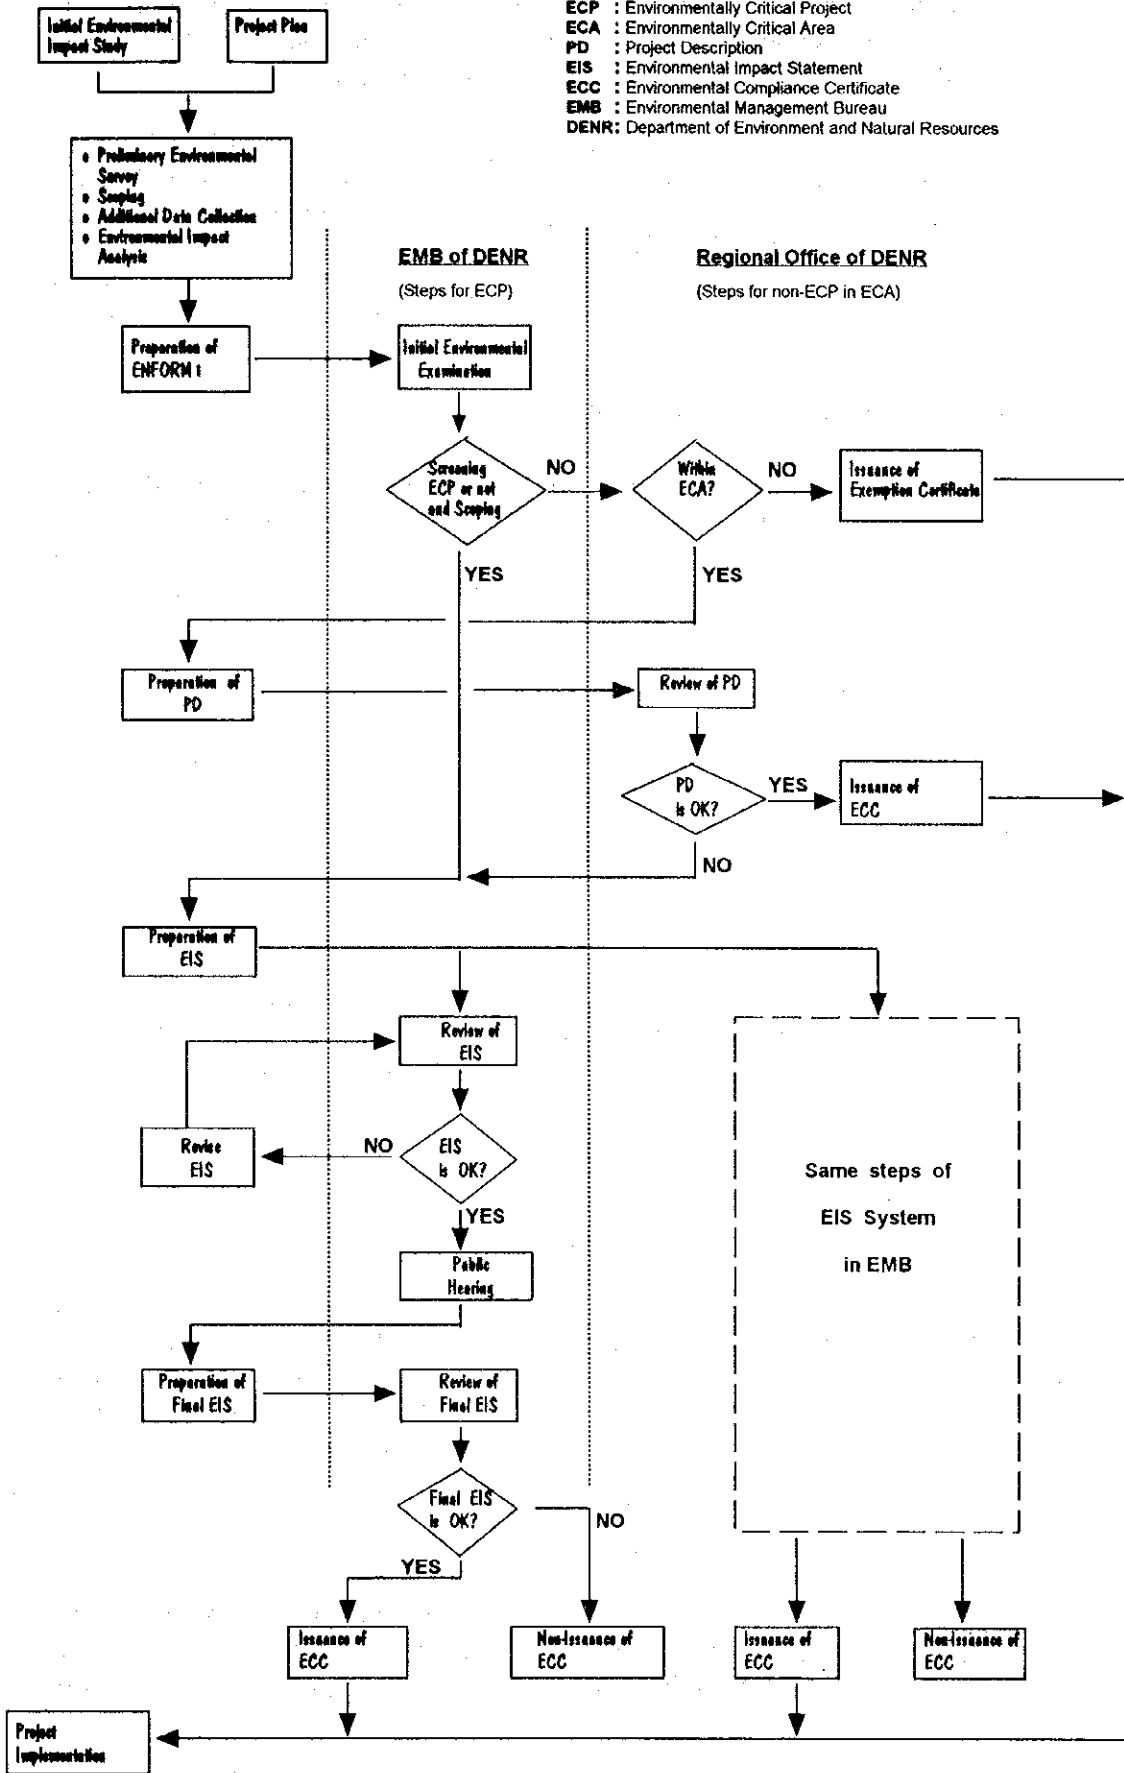 ECP : Environmentally Critical Project
ECA : Environmentally Critical Area
PD : Project Description
EIS : Environmental Impact Statement
ECC : Environmental Compliance Certificate
EMB : Environmental Management Bureau
DENR: Department of Environment and Natural Resources
Initial Environmental
Impact Study
Project Plan
• Preliminary Environmental
Survey
• Scoping
• Additional Data Collection
• Environmental Impact
Analysis
EMB of DENR
(Steps for ECP)
Regional Office of DENR
(Steps for non-ECP in ECA)
Preparation of
ENFORM 1
Initial Environmental
Examination
Screening
ECP or not
and Scoping
NO
Within
ECA?
NO
Issuance of
Exemption Certificate
YES
YES
Preparation of
PD
Review of PD
PD
is OK?
YES
Issuance of
ECC
NO
Preparation of
EIS
Review of
EIS
Revise
EIS
NO
EIS
is OK?
YES
Public
Hearing
Same steps of
EIS System
in EMB
Preparation of
Final EIS
Review of
Final EIS
Final EIS
is OK?
NO
YES
Issuance of
ECC
Non-Issuance of
ECC
Issuance of
ECC
Non-Issuance of
ECC
Project
Implementation